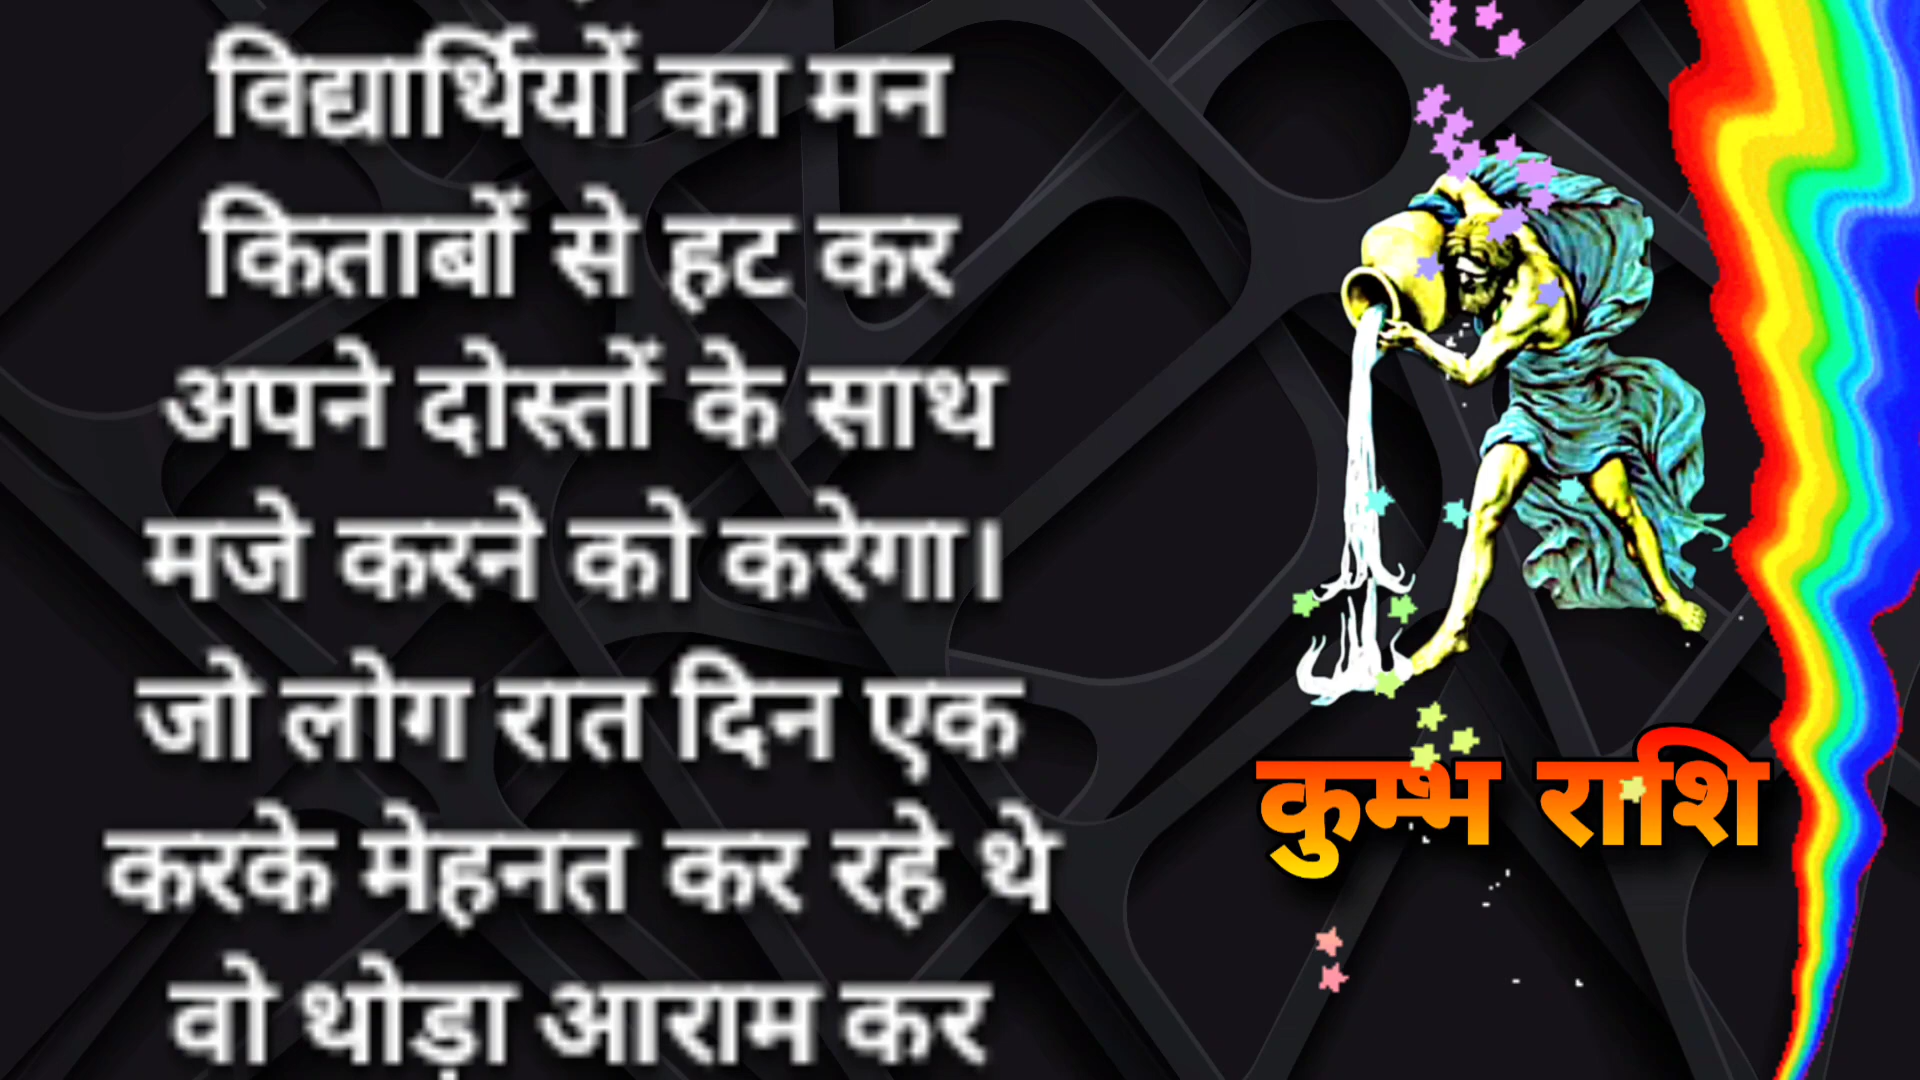 विद्यार्थियों का मन
किताबों से हट कर
अपने दोस्तों के साथ
मजे करने को करेगा।
जो लोग रात दिन एक
करके मेहनत कर रहे थे
वो थोड़ा आराम कर
कुम्भ राशि